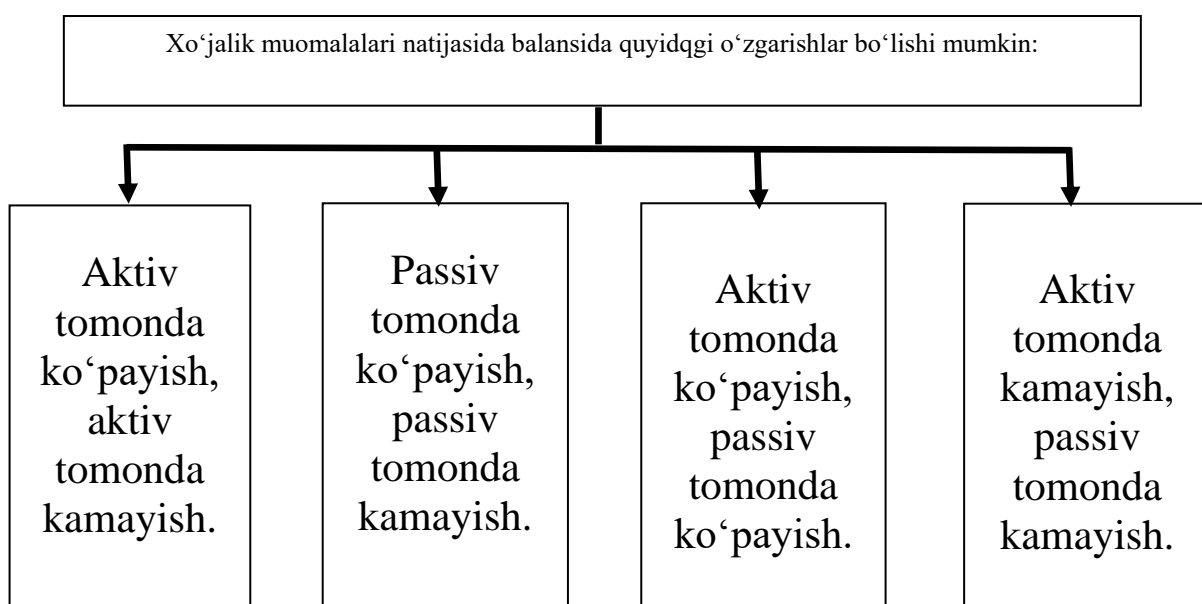 Xo‘jalik muomalalari natijasida balansida quyidqgi o‘zgarishlar bo‘lishi mumkin:
Aktiv
tomonda
ko‘payish,
aktiv
tomonda
kamayish.
Passiv
tomonda
ko‘payish,
passiv
tomonda
kamayish.
Aktiv
tomonda
ko‘payish,
passiv
tomonda
ko‘payish.
Aktiv
tomonda
kamayish,
passiv
tomonda
kamayish.